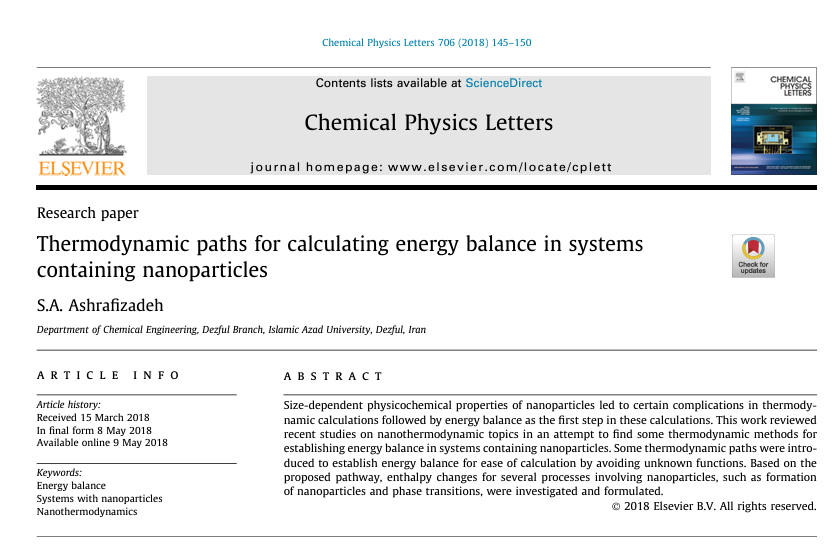 Chemical Physics Letters 706 (2018) 145–150
Contents lists available at ScienceDirect
Chemical Physics Letters
journal homepage: www.elsevier.com/locate/cplett
ELSEVIER
CHEMICAL
PHYSICS
LETTERS
Research paper
Thermodynamic paths for calculating energy balance in systems
containing nanoparticles
Check for
updates
S.A. Ashrafizadeh
Department of Chemical Engineering, Dezful Branch, Islamic Azad University, Dezful, Iran
ARTICLE INFO
Article history:
Received 15 March 2018
In final form 8 May 2018
Available online 9 May 2018
Keywords:
Energy balance
Systems with nanoparticles
Nanothermodynamics
ABSTRACT
Size-dependent physicochemical properties of nanoparticles led to certain complications in thermody-
namic calculations followed by energy balance as the first step in these calculations. This work reviewed
recent studies on nanothermodynamic topics in an attempt to find some thermodynamic methods for
establishing energy balance in systems containing nanoparticles. Some thermodynamic paths were intro-
duced to establish energy balance for ease of calculation by avoiding unknown functions. Based on the
proposed pathway, enthalpy changes for several processes involving nanoparticles, such as formation
of nanoparticles and phase transitions, were investigated and formulated.
© 2018 Elsevier B.V. All rights reserved.